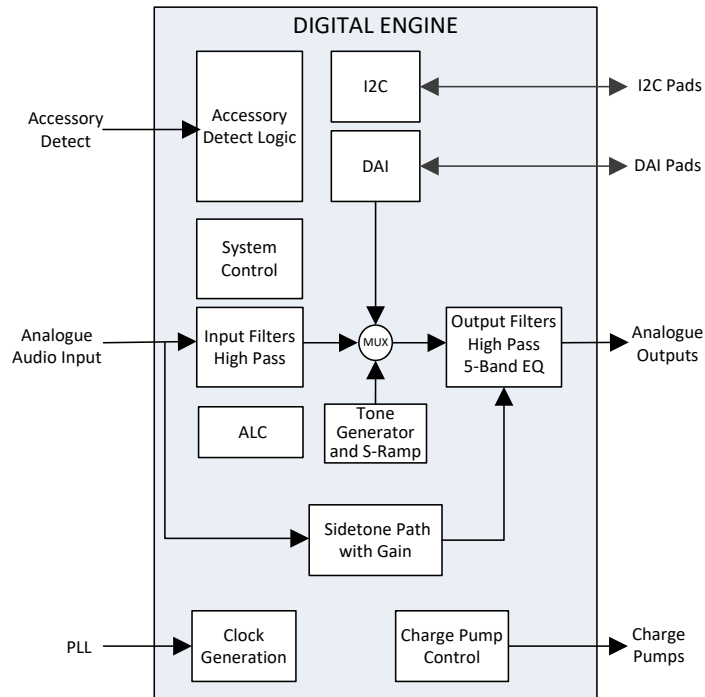 DIGITAL ENGINE
Accessory
Detect
Accessory
Detect Logic
I2C
I2C Pads
DAI
DAI Pads
System
Control
Analogue
Audio Input
Input Filters
High Pass
MUX
Output Filters
High Pass
5-Band EQ
Analogue
Outputs
ALC
Tone
Generator
and S-Ramp
Sidetone Path
with Gain
PLL
Clock
Generation
Charge Pump
Control
Charge
Pumps